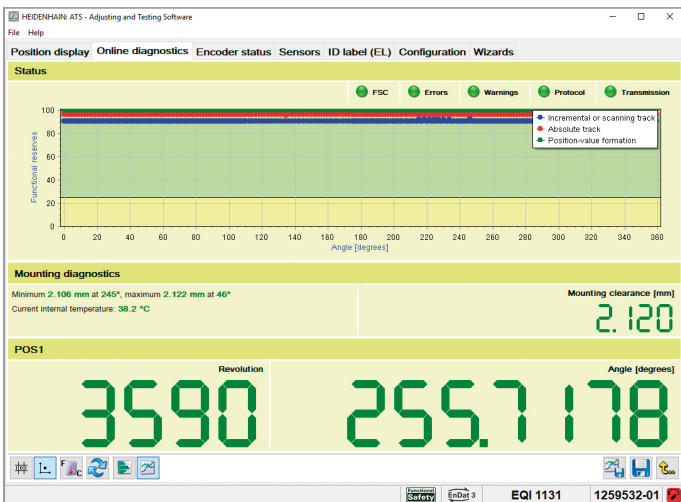 HEIDENHAIN: ATS - Adjusting and Testing Software
File Help
Position display Online diagnostics Encoder status Sensors ID label (EL) Configuration Wizards
Status
FSC Errors Warnings Protocol Transmission
Functional reserves
100
80
60
40
20
0
Incremental or scanning track
Absolute track
Position-value formation
0 20 40 60 80 100 120 140 160 180 200 220 240 260 280 300 320 340 360
Angle [degrees]
Mounting diagnostics
Minimum 2.106 mm at 245°, maximum 2.122 mm at 46°
Current internal temperature: 38.2 °C
Mounting clearance [mm]
2.120
POS1
Revolution
3590
Angle [degrees]
255.7178
F C
Functional
Safety
EnDat 3
EQI 1131
1259532-01